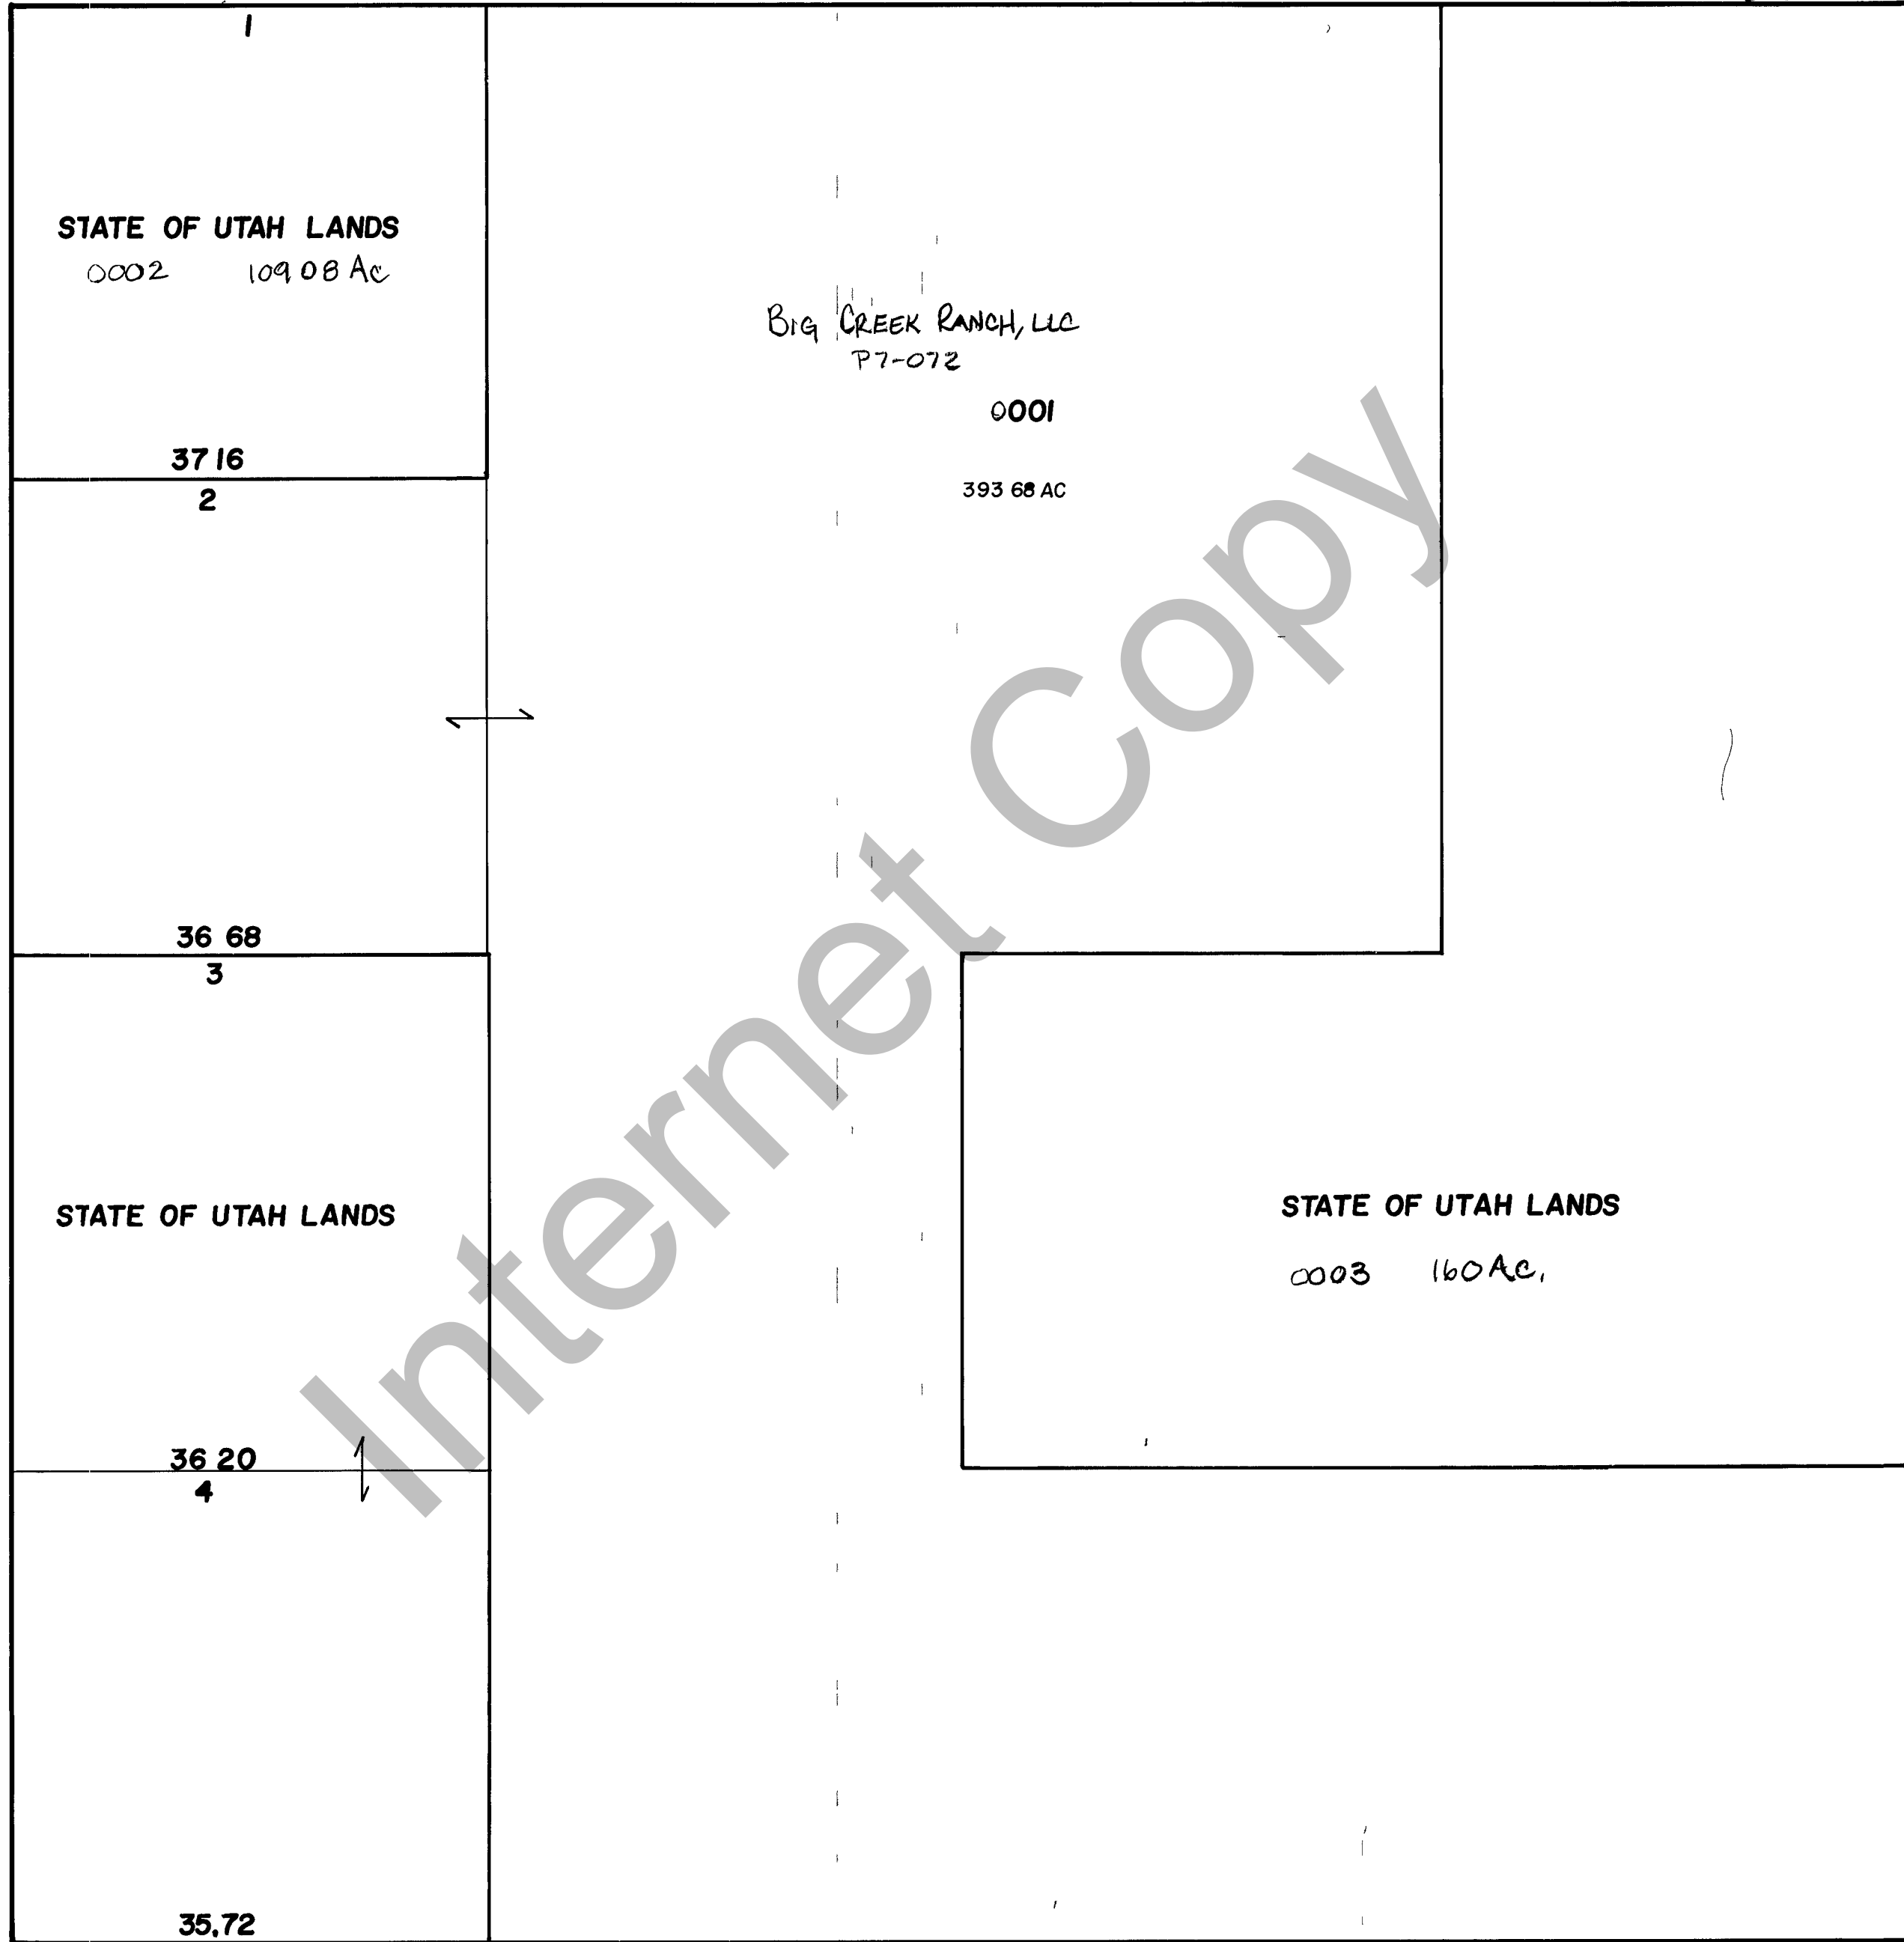 1
STATE OF UTAH LANDS
0002 109 08 AC
37 16
2
36 68
3
STATE OF UTAH LANDS
36 20
4
35.72
BIG CREEK RANCH, LLC
P7-072
0001
393 68 AC
STATE OF UTAH LANDS
0003 160 AC.
Internet Copy